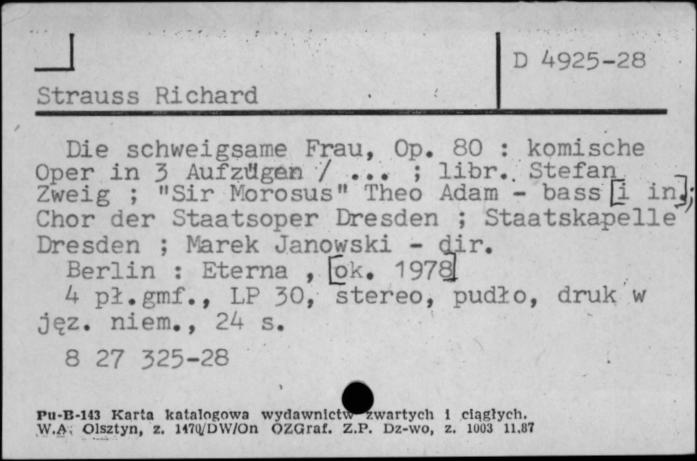 D 4925-28
Strauss Richard
Die schweigsame Frau, Op. 80 : komische
Oper in 3 Aufzügen / ... ; libr. Stefan
Zweig ; "Sir Morosus" Theo Adam - bass [i in.];
Chor der Staatsoper Dresden ; Staatskapelle
Dresden ; Marek Janowski - dir.
Berlin : Eterna , [ok. 1978]
4 pł.gmf., LP 30, stereo, pudło, druk w
jęz. niem., 24 s.
8 27 325-28
Pu-B-143 Karta katalogowa wydawnictw zwartych i ciągłych.
W.A. Olsztyn, z. 1470/DW/On OZGraf. Z.P. Dz-wo, z. 1003 11.87